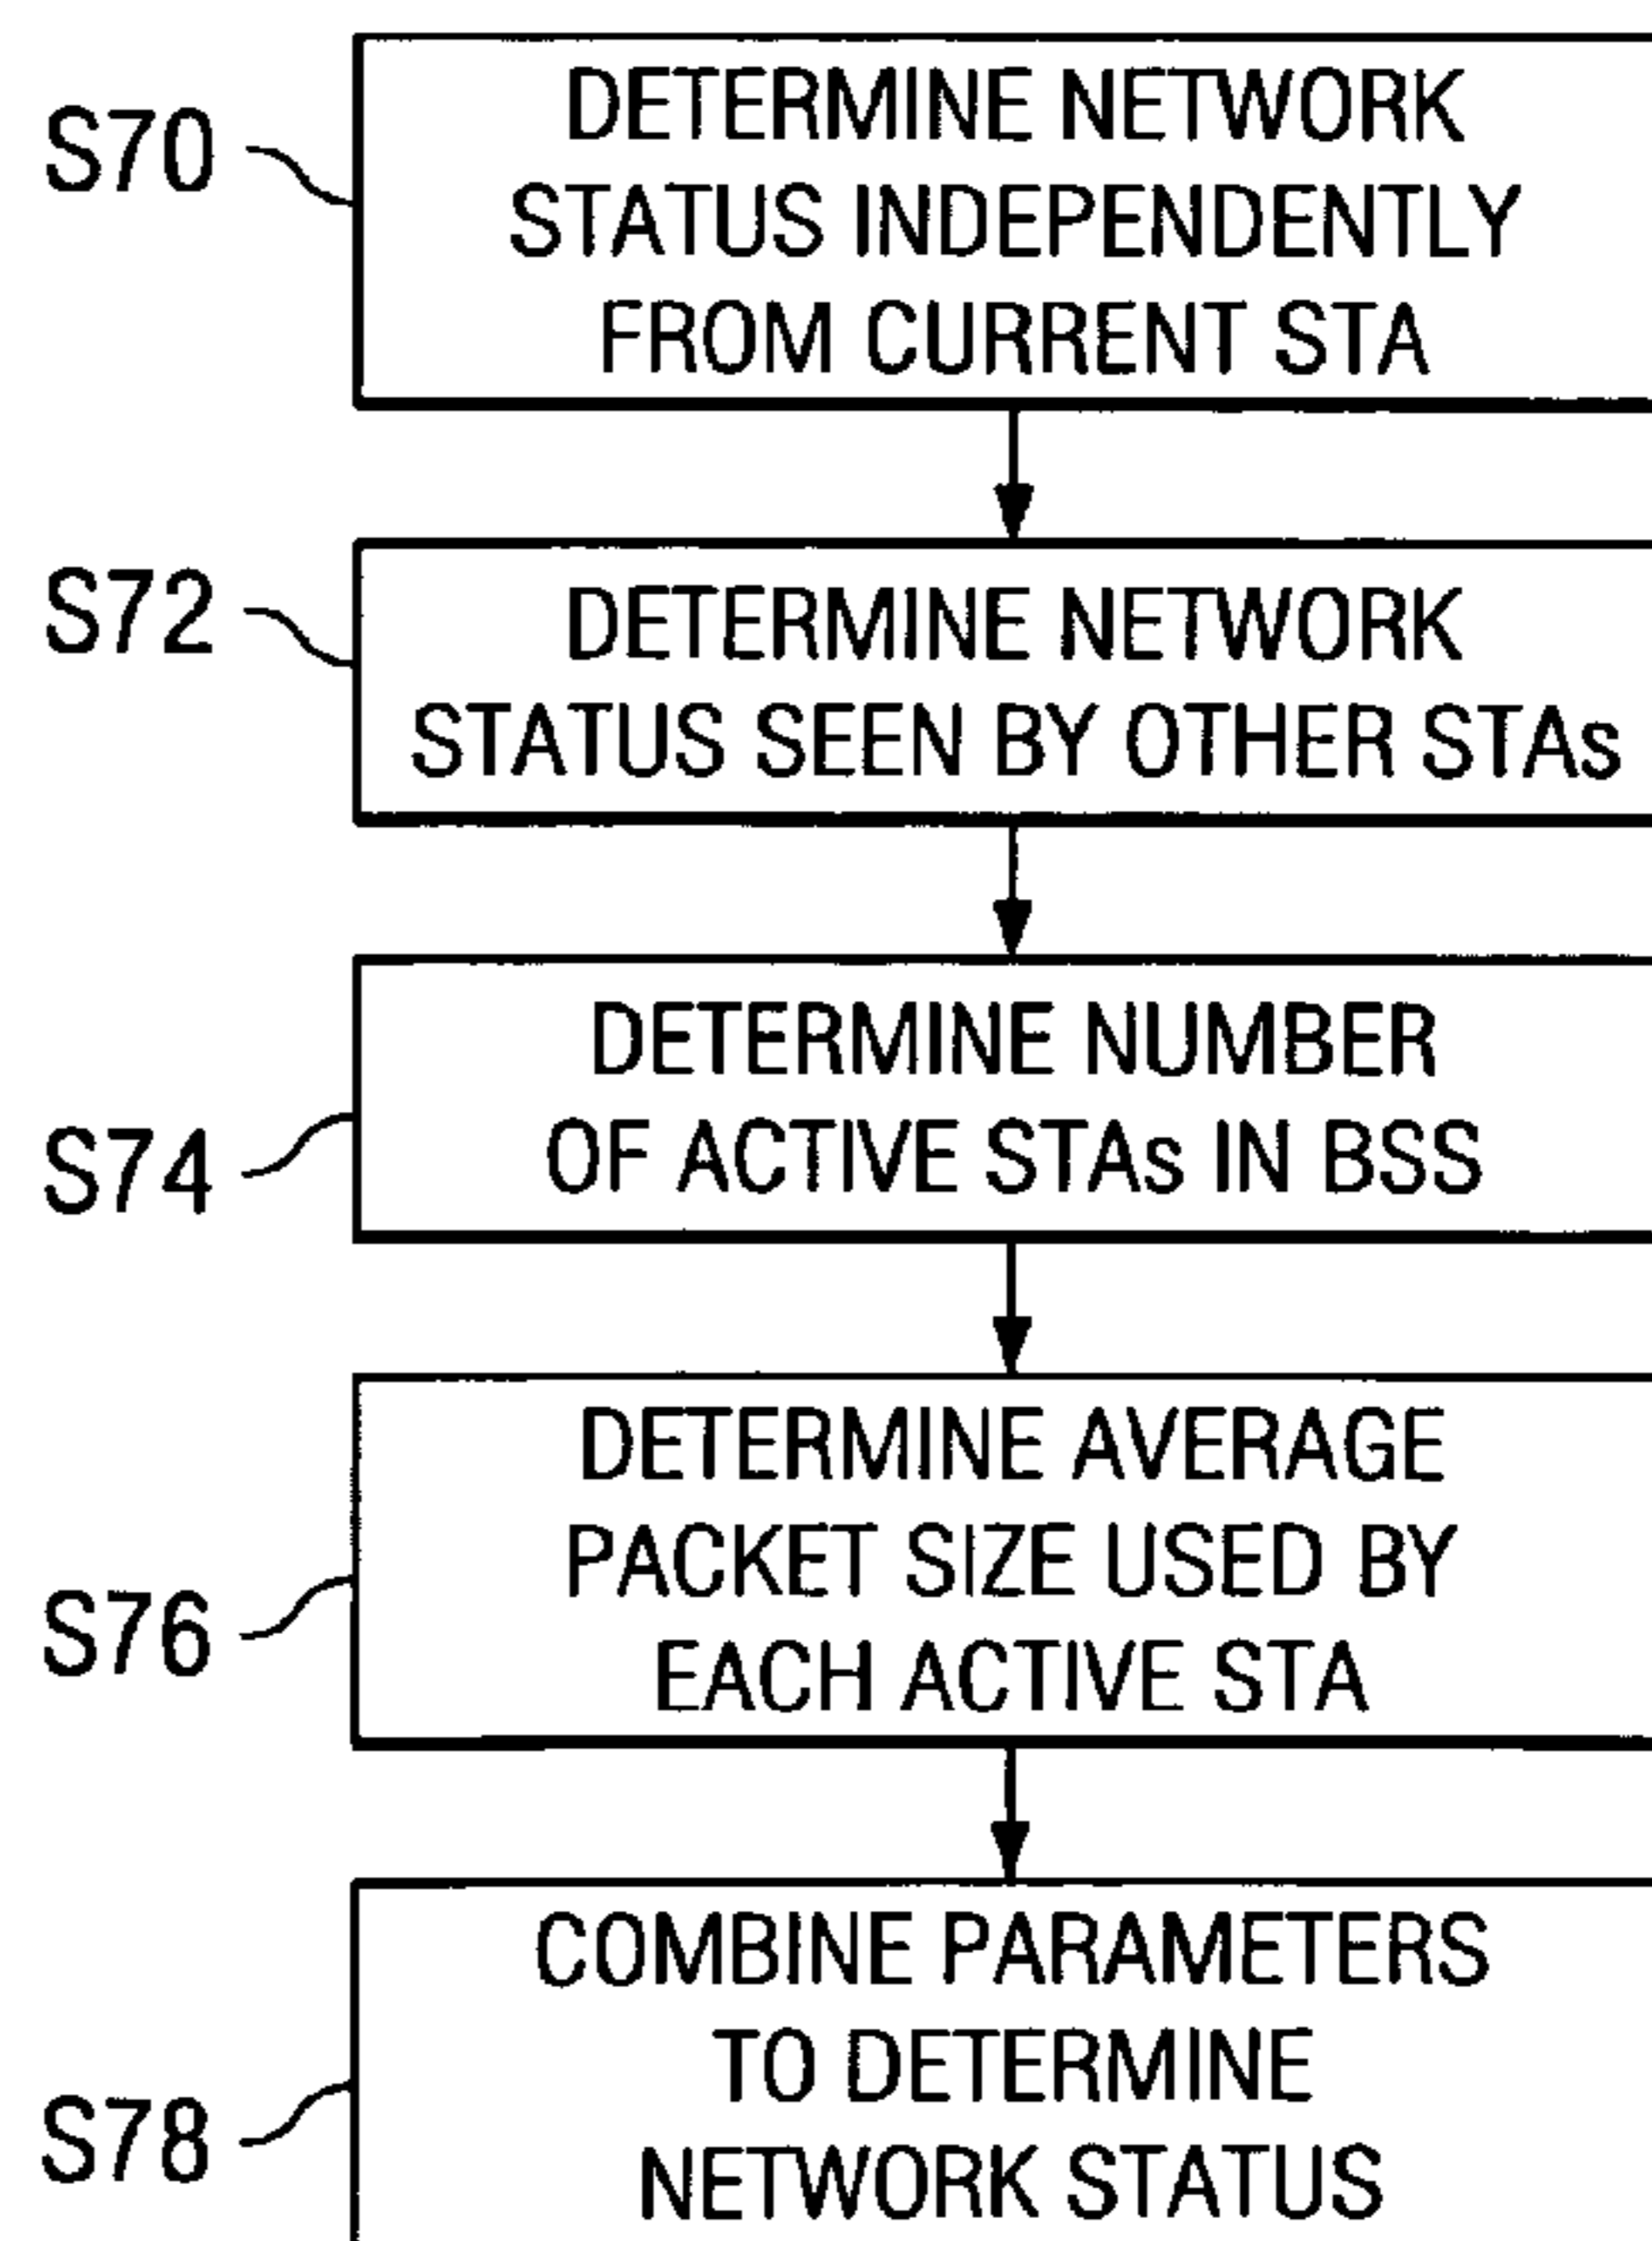 S70
DETERMINE NETWORK
STATUS INDEPENDENTLY
FROM CURRENT STA
S72
DETERMINE NETWORK
STATUS SEEN BY OTHER STAs
S74
DETERMINE NUMBER
OF ACTIVE STAs IN BSS
S76
DETERMINE AVERAGE
PACKET SIZE USED BY
EACH ACTIVE STA
S78
COMBINE PARAMETERS
TO DETERMINE
NETWORK STATUS